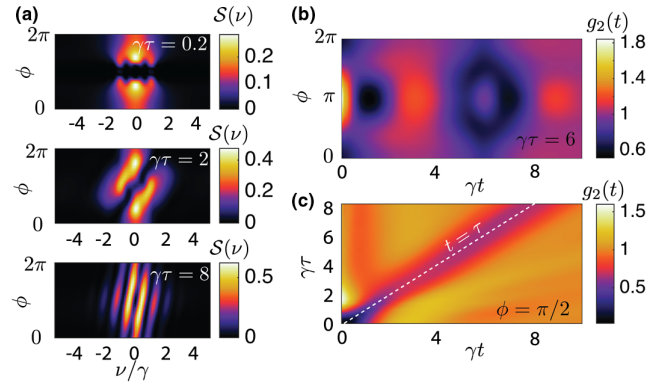 (a)
S(ν)
2π
γτ = 0.2
ϕ
0
-4 -2 0 2 4
0.2
0.1
0
S(ν)
2π
γτ = 2
ϕ
0
-4 -2 0 2 4
0.4
0.2
0
S(ν)
2π
γτ = 8
ϕ
0
-4 -2 0 2 4
ν/γ
0.5
0
(b)
g₂(t)
2π
ϕ
π
0
γτ = 6
0 4 8
γt
1.8
1.4
1
0.6
(c)
g₂(t)
8
6
4
2
0
γτ
t = τ
ϕ = π/2
0 4 8
γt
1.5
1
0.5